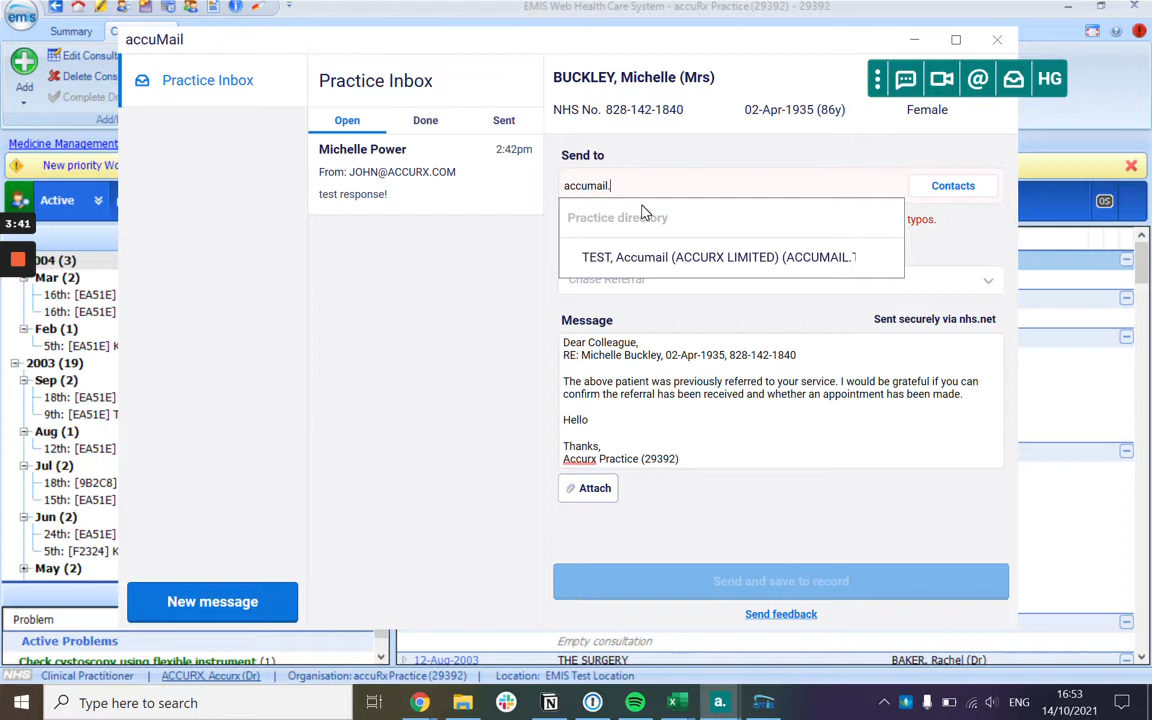 EMIS Web Health Care System - accuRx Practice (29392) - 29392
emis
Summary
Add
Edit Consult
Delete Cons
Complete
Add/
Medicine Management
New priority Wo
Active
OS
3:41
2004 (3)
Mar (2)
16th: [EA51E]
16th: [EA51E]
Feb (1)
5th: [EA51E] K
2003 (19)
Sep (2)
18th: [EA51E]
9th: [EA51E] T
Aug (1)
12th: [EA51E]
Jul (2)
18th: [9B2C8]
15th: [EA51E]
Jun (2)
24th: [EA51E]
5th: [F2324] K
May (2)
Problem
Active Problems
Check cystoscopy using flexible instrument (1)
accuMail
Practice Inbox
New message
Practice Inbox
Open
Done
Sent
Michelle Power
2:42pm
From: JOHN@ACCURX.COM
test response!
BUCKLEY, Michelle (Mrs)
HG
NHS No. 828-142-1840
02-Apr-1935 (86y)
Female
Send to
accumail.
Contacts
Practice directory
typos.
TEST, Accumail (ACCURX LIMITED) (ACCUMAIL.T
Chase Referral
Message
Sent securely via nhs.net
Dear Colleague,
RE: Michelle Buckley, 02-Apr-1935, 828-142-1840
The above patient was previously referred to your service. I would be grateful if you can
confirm the referral has been received and whether an appointment has been made.
Hello
Thanks,
Accurx Practice (29392)
Attach
Send and save to record
Send feedback
Empty consultation
12-Aug-2003
THE SURGERY
BAKER, Rachel (Dr)
NHS
Clinical Practitioner
ACCURX, Accurx (Dr)
Organisation: accuRx Practice (29392)
Location: EMIS Test Location
Type here to search
a.
ENG
16:53
14/10/2021